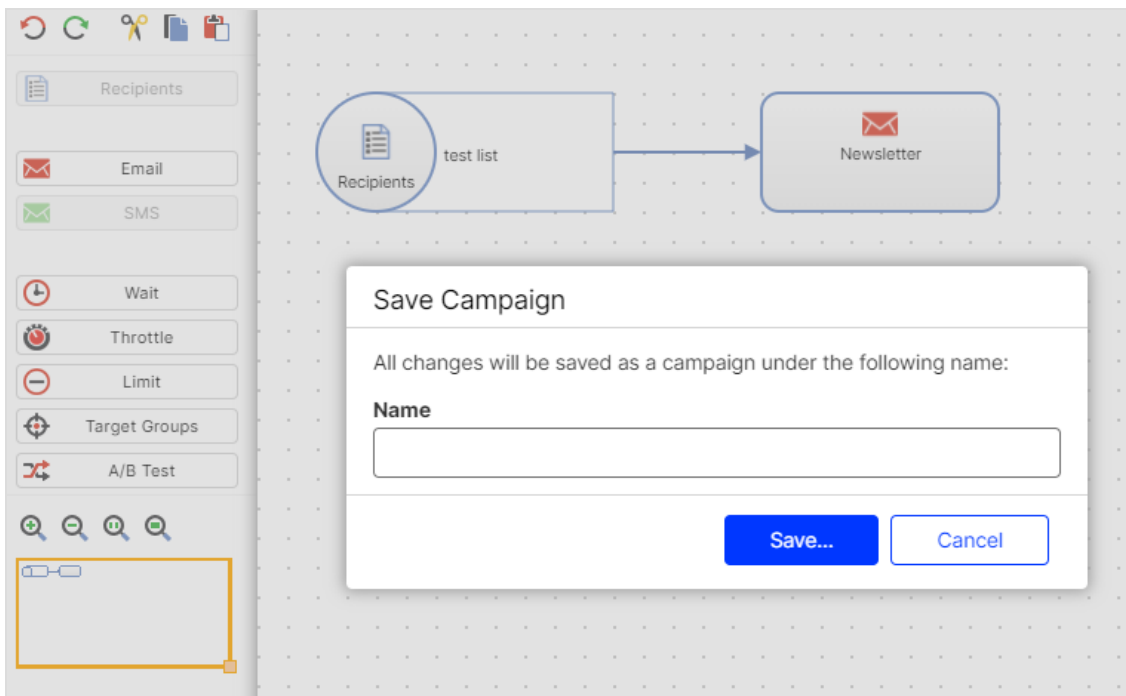 Recipients
Email
SMS
Wait
Throttle
Limit
Target Groups
A/B Test
Recipients
test list
Newsletter
Save Campaign
All changes will be saved as a campaign under the following name:
Name
Save...
Cancel